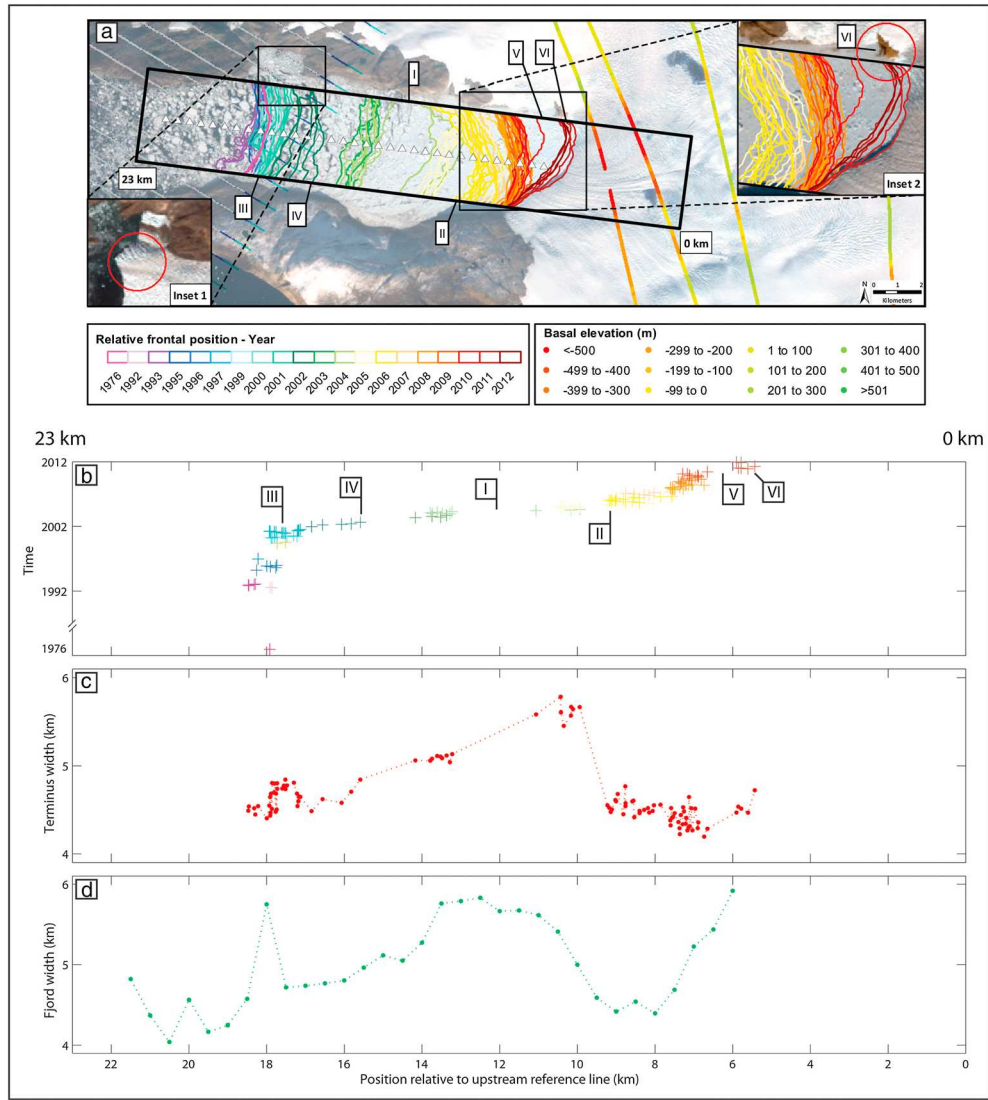 a
I
V
VI
VI
23 km
III
IV
II
0 km
Inset 1
Inset 2
N
0 1 2
Kilometers
Relative frontal position - Year
1976 1992 1993 1995 1996 1997 1999 2000 2001 2002 2003 2004 2005 2006 2007 2008 2009 2010 2011 2012
Basal elevation (m)
<-500 -299 to -200 1 to 100 301 to 400
-499 to -400 -199 to -100 101 to 200 401 to 500
-399 to -300 -99 to 0 201 to 300 >501
23 km 0 km
b
2012
2002
1992
1976
Time
III
IV
I
II
V
VI
c
6
5
4
Terminus width (km)
d
6
5
4
Fjord width (km)
22 20 18 16 14 12 10 8 6 4 2 0
Position relative to upstream reference line (km)